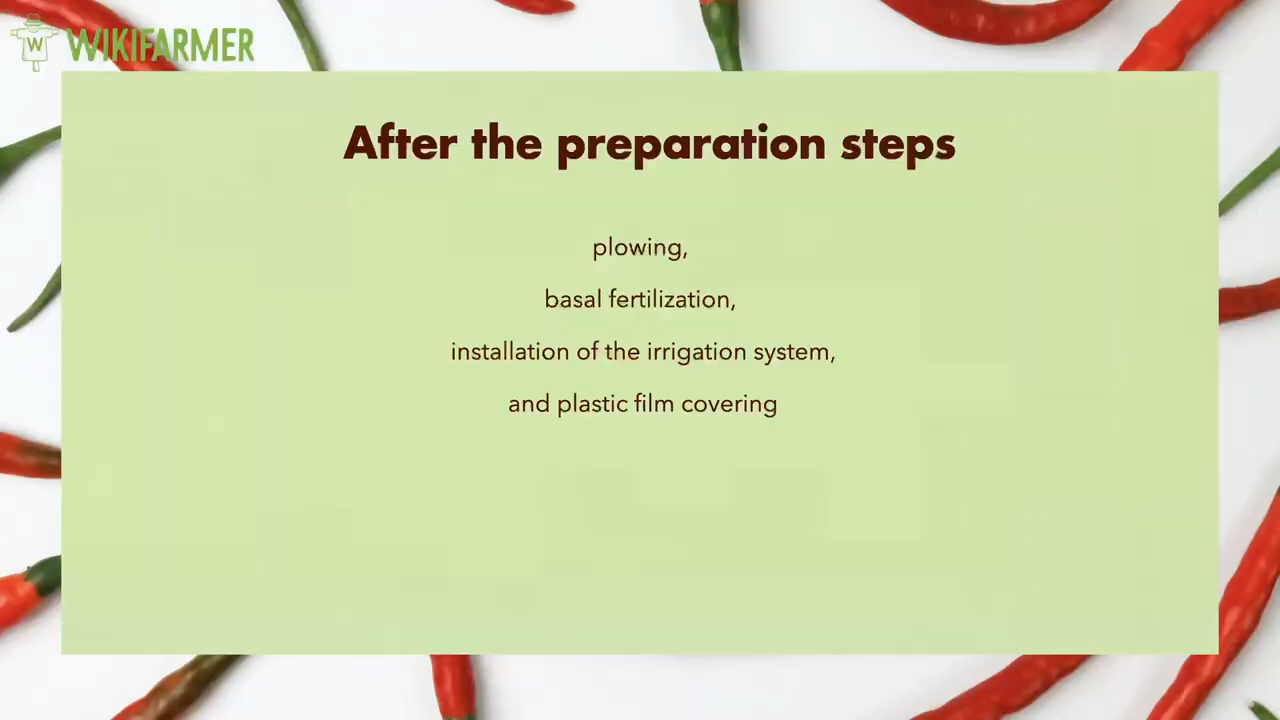 W WIKIFARMER
After the preparation steps
plowing,
basal fertilization,
installation of the irrigation system,
and plastic film covering